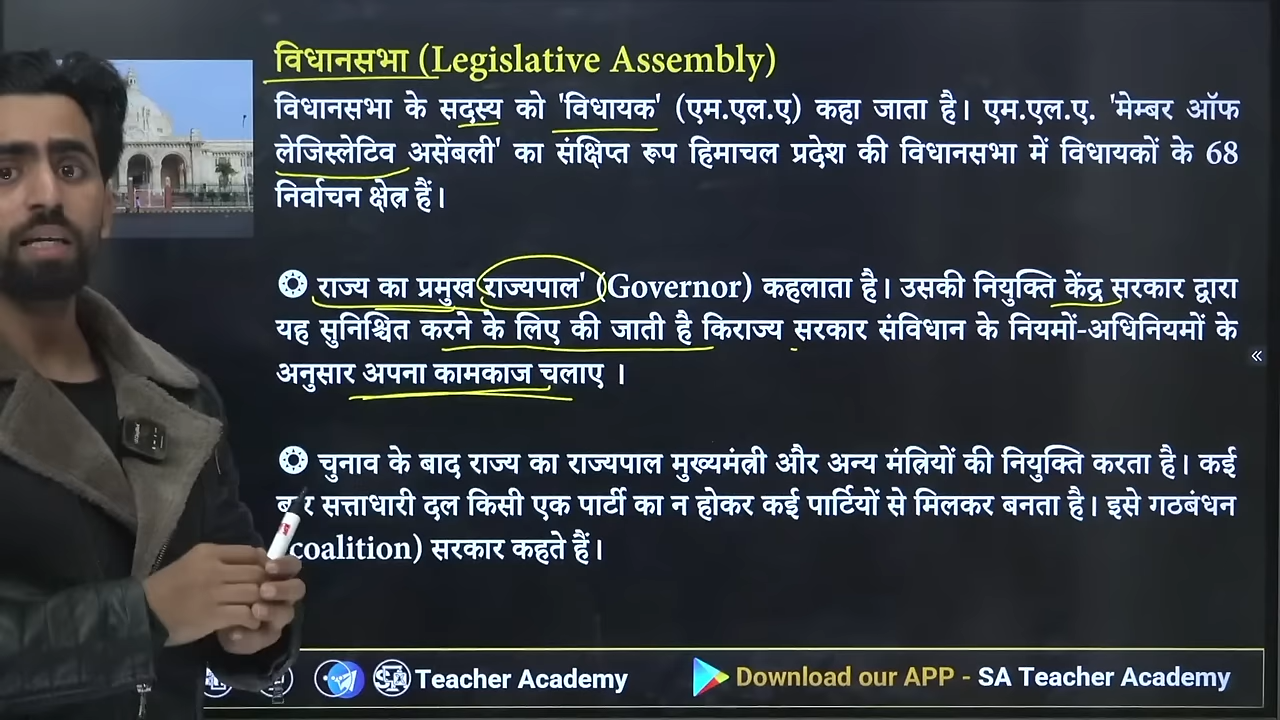 विधानसभा (Legislative Assembly)
विधानसभा के सदस्य को 'विधायक' (एम.एल.ए) कहा जाता है। एम.एल.ए. 'मेम्बर ऑफ
लेजिस्लेटिव असेंबली' का संक्षिप्त रूप हिमाचल प्रदेश की विधानसभा में विधायकों के 68
निर्वाचन क्षेत्र हैं।
राज्य का प्रमुख राज्यपाल' (Governor) कहलाता है। उसकी नियुक्ति केंद्र सरकार द्वारा
यह सुनिश्चित करने के लिए की जाती है किराज्य सरकार संविधान के नियमों-अधिनियमों के
अनुसार अपना कामकाज चलाए ।
चुनाव के बाद राज्य का राज्यपाल मुख्यमंत्री और अन्य मंत्रियों की नियुक्ति करता है। कई
सत्ताधारी दल किसी एक पार्टी का न होकर कई पार्टियों से मिलकर बनता है। इसे गठबंधन
coalition) सरकार कहते हैं।
Teacher Academy Download our APP - SA Teacher Academy